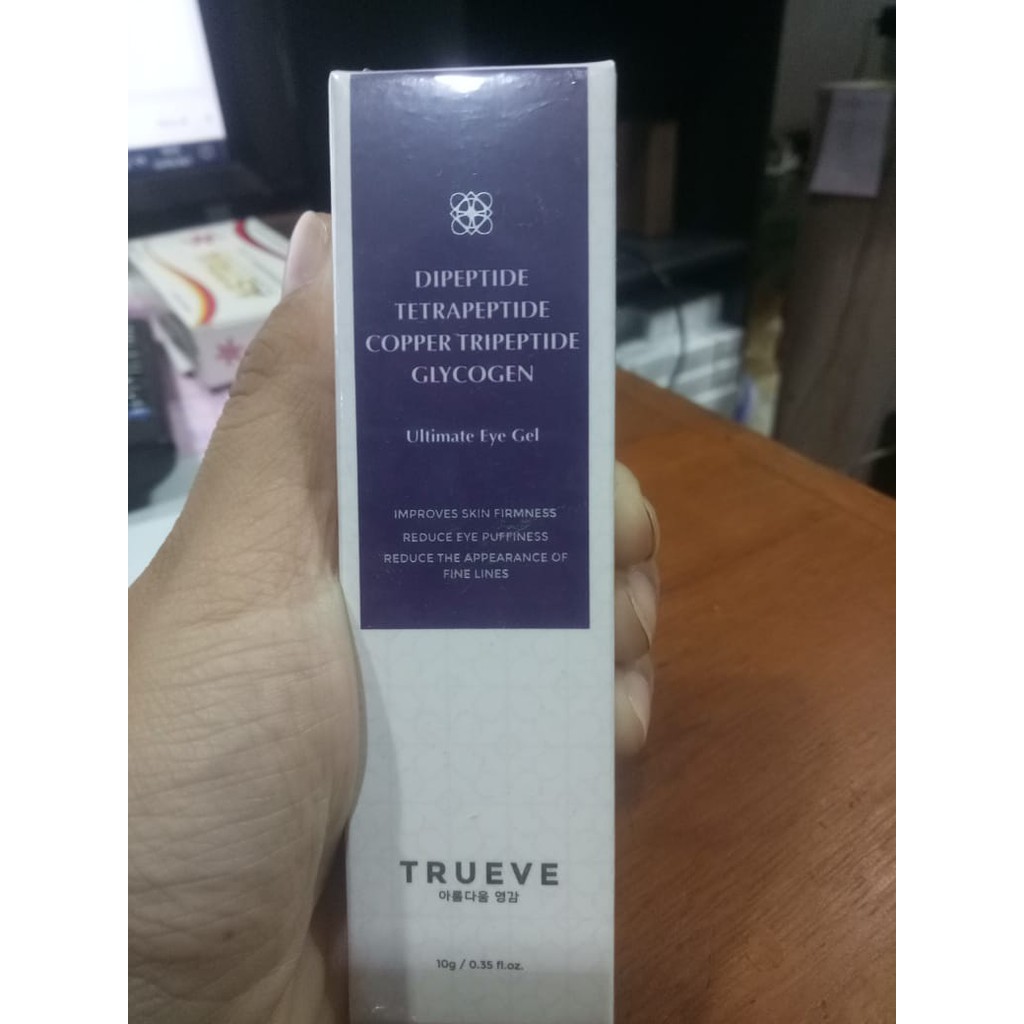 DIPEPTIDE
TETRAPEPTIDE
COPPER TRIPEPTIDE
GLYCOGEN
Ultimate Eye Gel
IMPROVES SKIN FIRMNESS
REDUCE EYE PUFFINESS
REDUCE THE APPEARANCE OF
FINE LINES
TRUEVE
아름다움 영감
10g / 0.35 fl.oz.